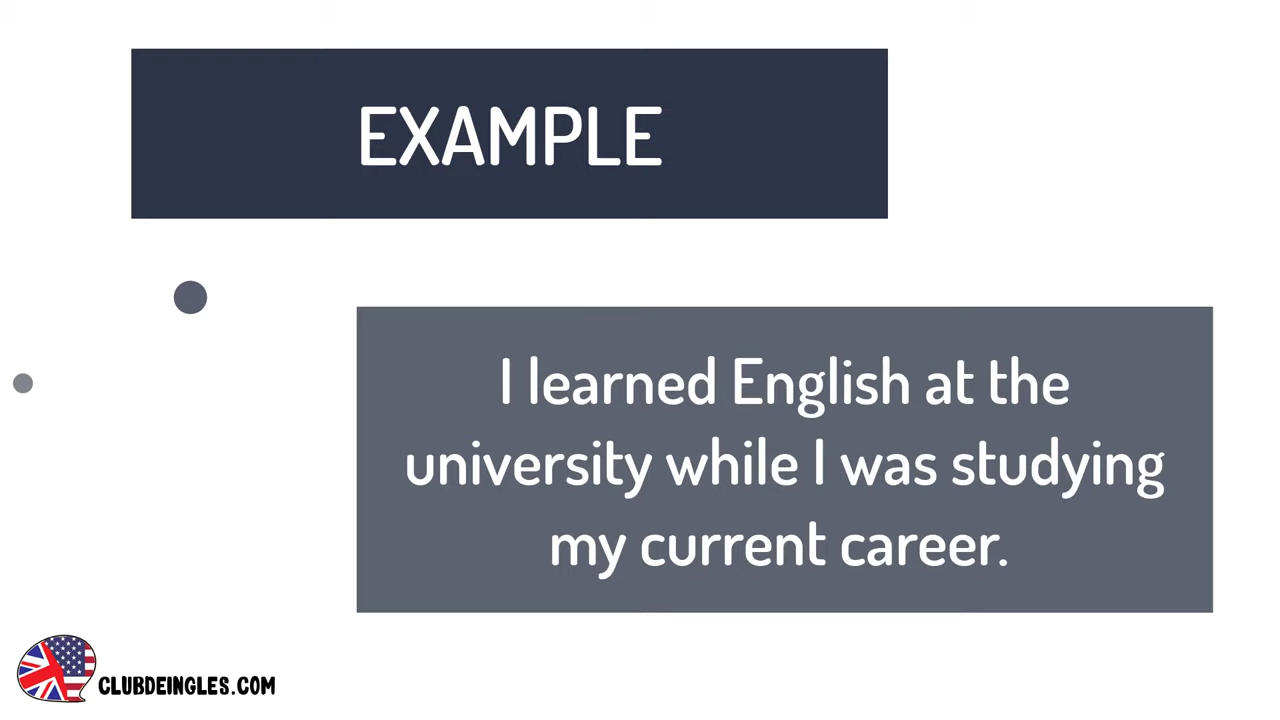 EXAMPLE
I learned English at the
university while I was studying
my current career.
CLUBDEINGLES.COM